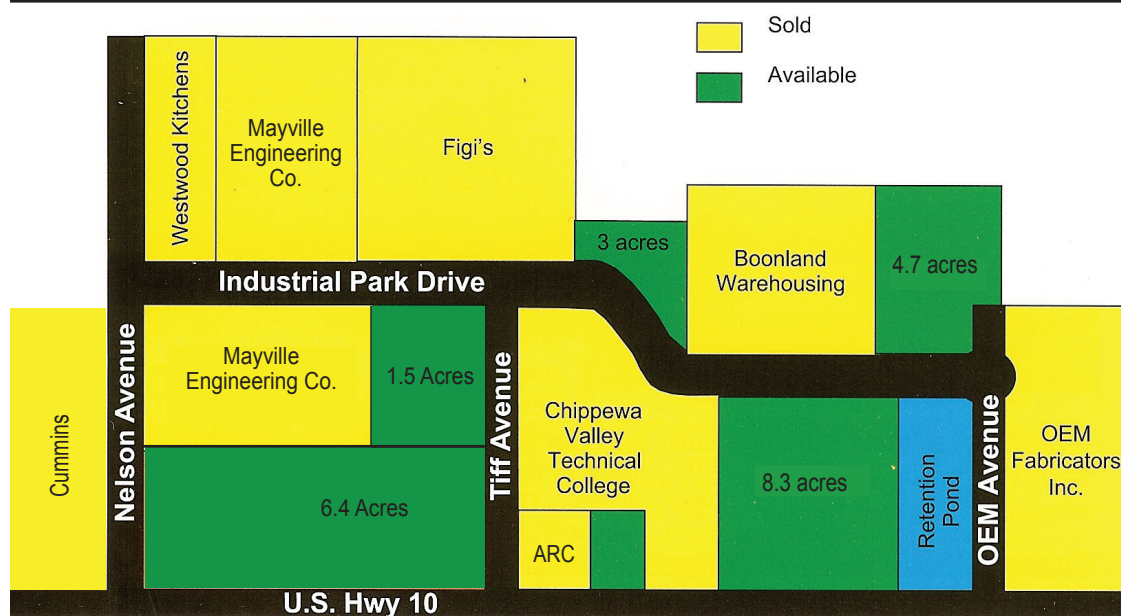 Sold
Available
Westwood Kitchens
Mayville
Engineering
Co.
Figi's
3 acres
Boonland
Warehousing
4.7 acres
Industrial Park Drive
Cummins
Nelson Avenue
Mayville
Engineering Co.
1.5 Acres
Tiff Avenue
Chippewa
Valley
Technical
College
8.3 acres
Retention
Pond
OEM Avenue
OEM
Fabricators
Inc.
6.4 Acres
ARC
U.S. Hwy 10